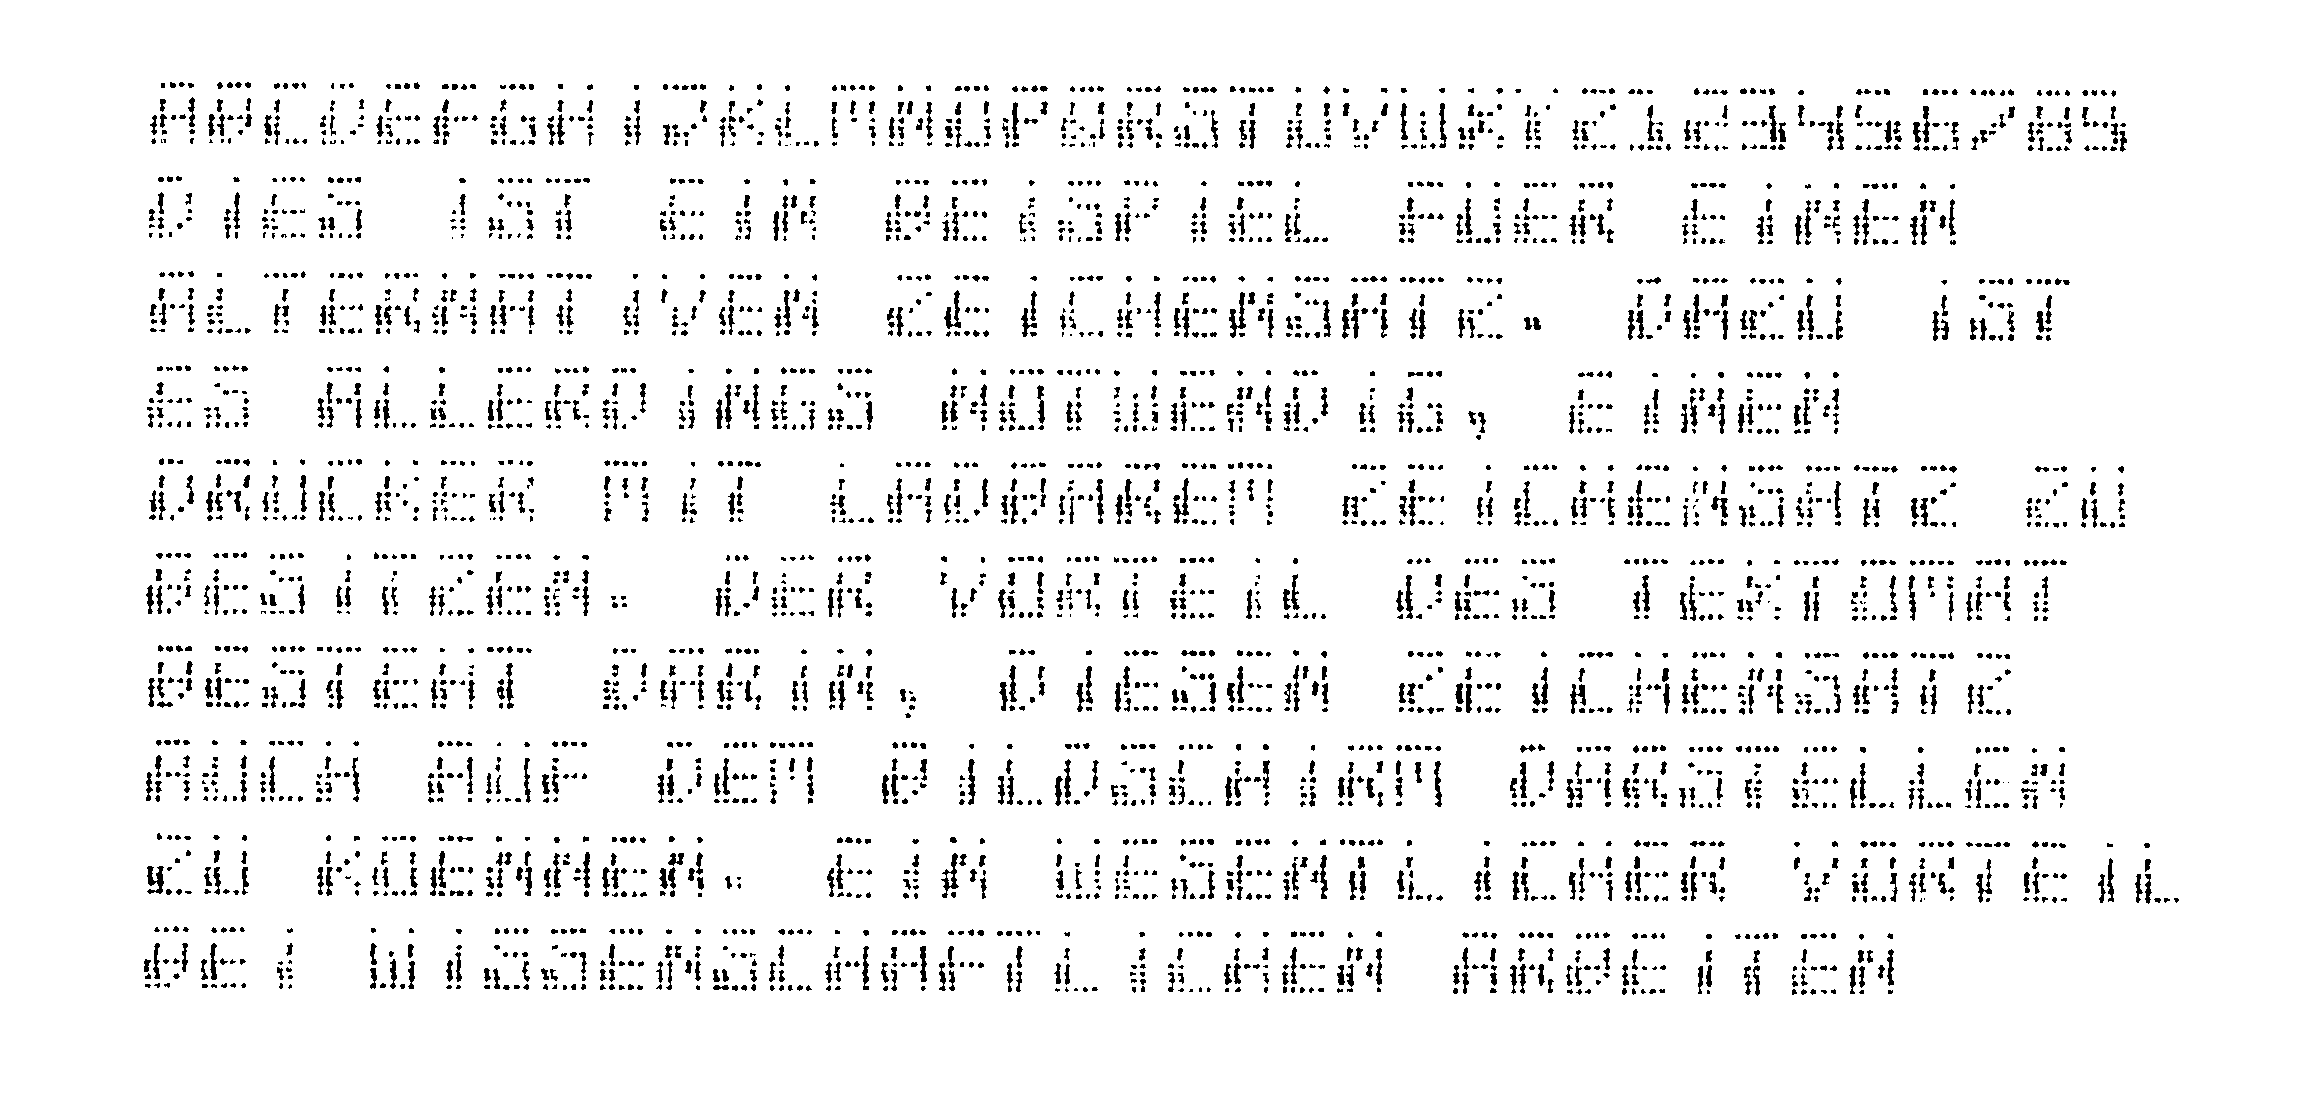 ABCDEFGHIJKLMNOPQRSTUVWXYZ123456789
DIES IST EIN BEISPIEL FUER EINEN
ALTERNATIVEN ZEICHENSATZ. DAZU IST
ES ALLERDINGS NOTWENDIG, EINEN
DRUCKER MIT LADBAREM ZEICHENSATZ ZU
BESITZEN. DER VORTEIL DES TEXTOMAT
BESTEHT DARIN, DIESEN ZEICHENSATZ
AUCH AUF DEM BILDSCHIRM DARSTELLEN
ZU KOENNEN. EIN WESENTLICHER VORTEIL
BEI WISSENSCHAFTLICHEN ARBEITEN